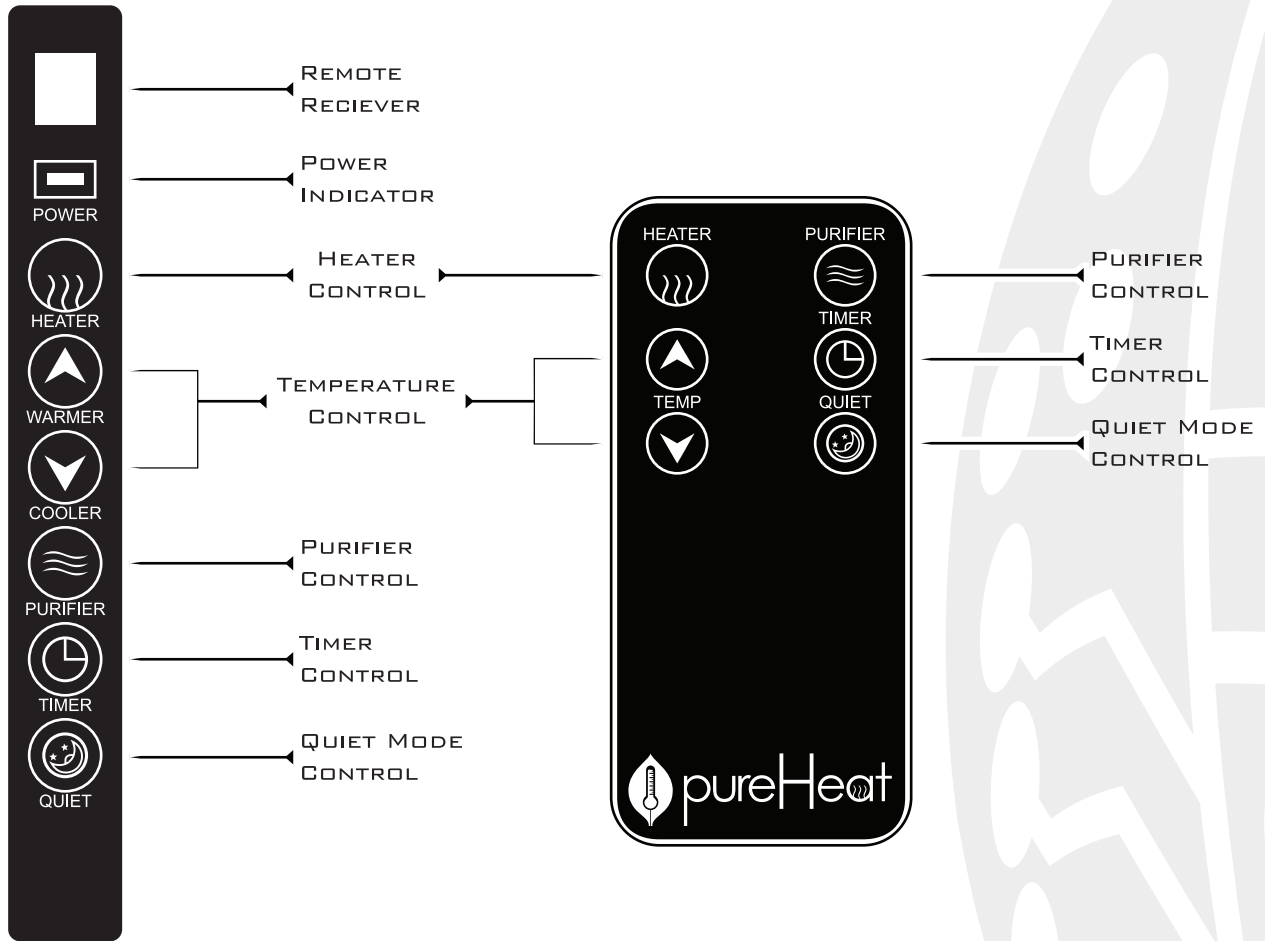 REMOTE
RECIEVER
POWER
INDICATOR
POWER
HEATER
CONTROL
HEATER
TEMPERATURE
CONTROL
WARMER
COOLER
PURIFIER
CONTROL
PURIFIER
TIMER
CONTROL
TIMER
QUIET MODE
CONTROL
QUIET
HEATER
PURIFIER
TIMER
TEMP
QUIET
pureHeat
PURIFIER
CONTROL
TIMER
CONTROL
QUIET MODE
CONTROL